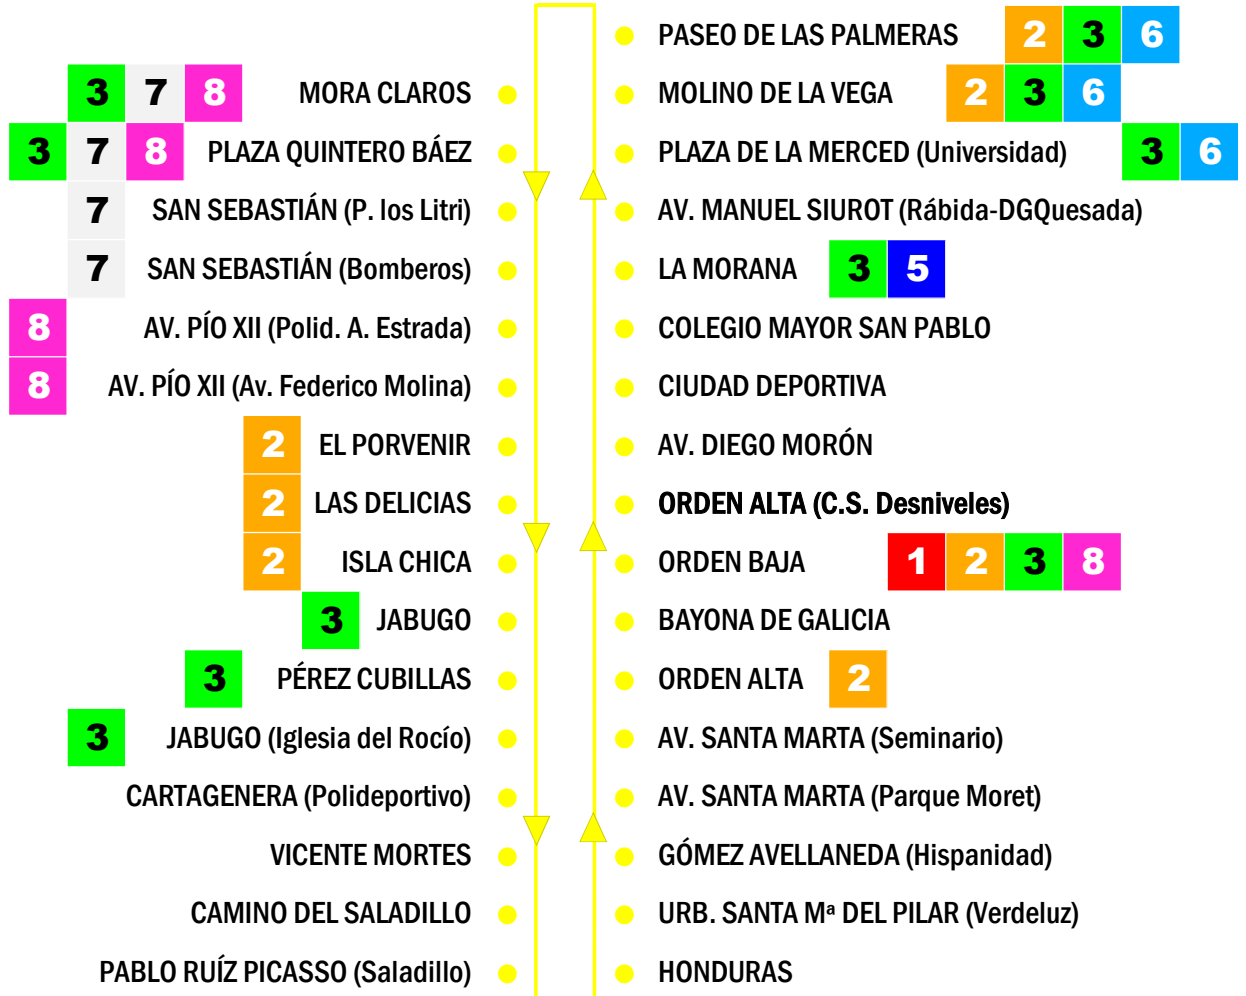 PASEO DE LAS PALMERAS 2 3 6
3 7 8 MORA CLAROS
MOLINO DE LA VEGA 2 3 6
3 7 8 PLAZA QUINTERO BÁEZ
PLAZA DE LA MERCED (Universidad) 3 6
7 SAN SEBASTIÁN (P. los Litri)
AV. MANUEL SIUROT (Rábida-DGQuesada)
7 SAN SEBASTIÁN (Bomberos)
LA MORANA 3 5
8 AV. PÍO XII (Polid. A. Estrada)
COLEGIO MAYOR SAN PABLO
8 AV. PÍO XII (Av. Federico Molina)
CIUDAD DEPORTIVA
2 EL PORVENIR
AV. DIEGO MORÓN
2 LAS DELICIAS
ORDEN ALTA (C.S. Desniveles)
2 ISLA CHICA
ORDEN BAJA 1 2 3 8
3 JABUGO
BAYONA DE GALICIA
3 PÉREZ CUBILLAS
ORDEN ALTA 2
3 JABUGO (Iglesia del Rocío)
AV. SANTA MARTA (Seminario)
CARTAGENERA (Polideportivo)
AV. SANTA MARTA (Parque Moret)
VICENTE MORTES
GÓMEZ AVELLANEDA (Hispanidad)
CAMINO DEL SALADILLO
URB. SANTA Mª DEL PILAR (Verdeluz)
PABLO RUÍZ PICASSO (Saladillo)
HONDURAS